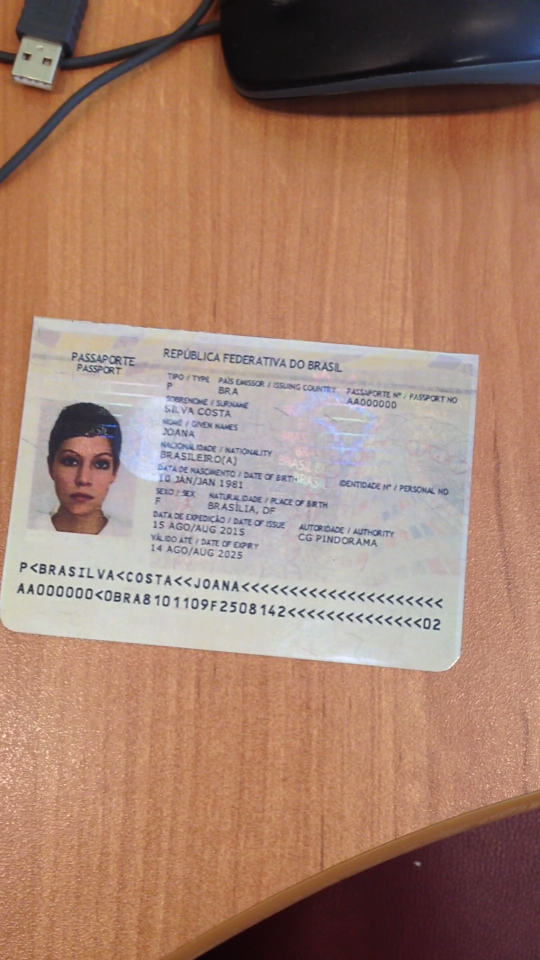 PASSAPORTE
PASSPORT
REPÚBLICA FEDERATIVA DO BRASIL
TIPO / TYPE PAÍS EMISSOR / ISSUING COUNTRY PASSAPORTE Nº / PASSPORT NO
P BRA AA000000
SOBRENOME / SURNAME
SILVA COSTA
NOME / GIVEN NAMES
JOANA
NACIONALIDADE / NATIONALITY
BRASILEIRO(A)
DATA DE NASCIMENTO / DATE OF BIRTH IDENTIDADE Nº / PERSONAL NO
10 JAN/JAN 1981
SEXO / SEX NATURALIDADE / PLACE OF BIRTH
F BRASÍLIA, DF
DATA DE EXPEDIÇÃO / DATE OF ISSUE AUTORIDADE / AUTHORITY
15 AGO/AUG 2015 CG PINDORAMA
VÁLIDO ATÉ / DATE OF EXPIRY
14 AGO/AUG 2025
P<BRASILVA<COSTA<<JOANA<<<<<<<<<<<<<<<<<<<<<
AA000000<0BRA8101109F2508142<<<<<<<<<<<<<<02